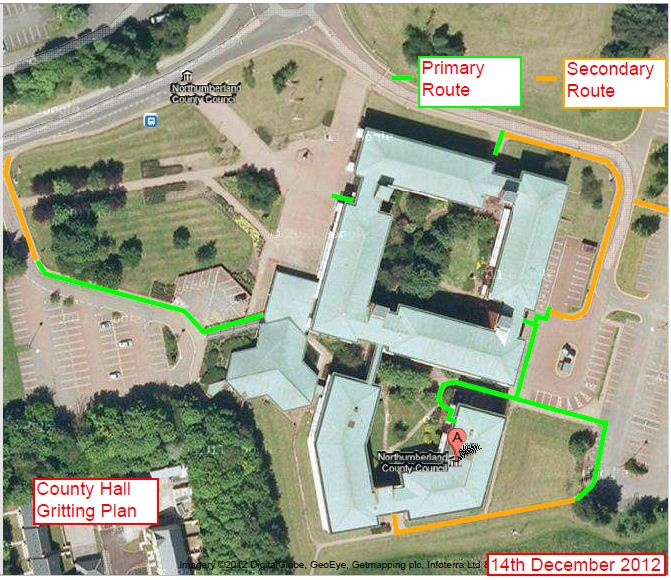 Primary
Route
Secondary
Route
Northumberland
County Council
A
Northumberland
County Council
County Hall
Gritting Plan
14th December 2012
Imagery ©2012 DigitalGlobe, GeoEye, Getmapping plc, Infoterra Ltd &